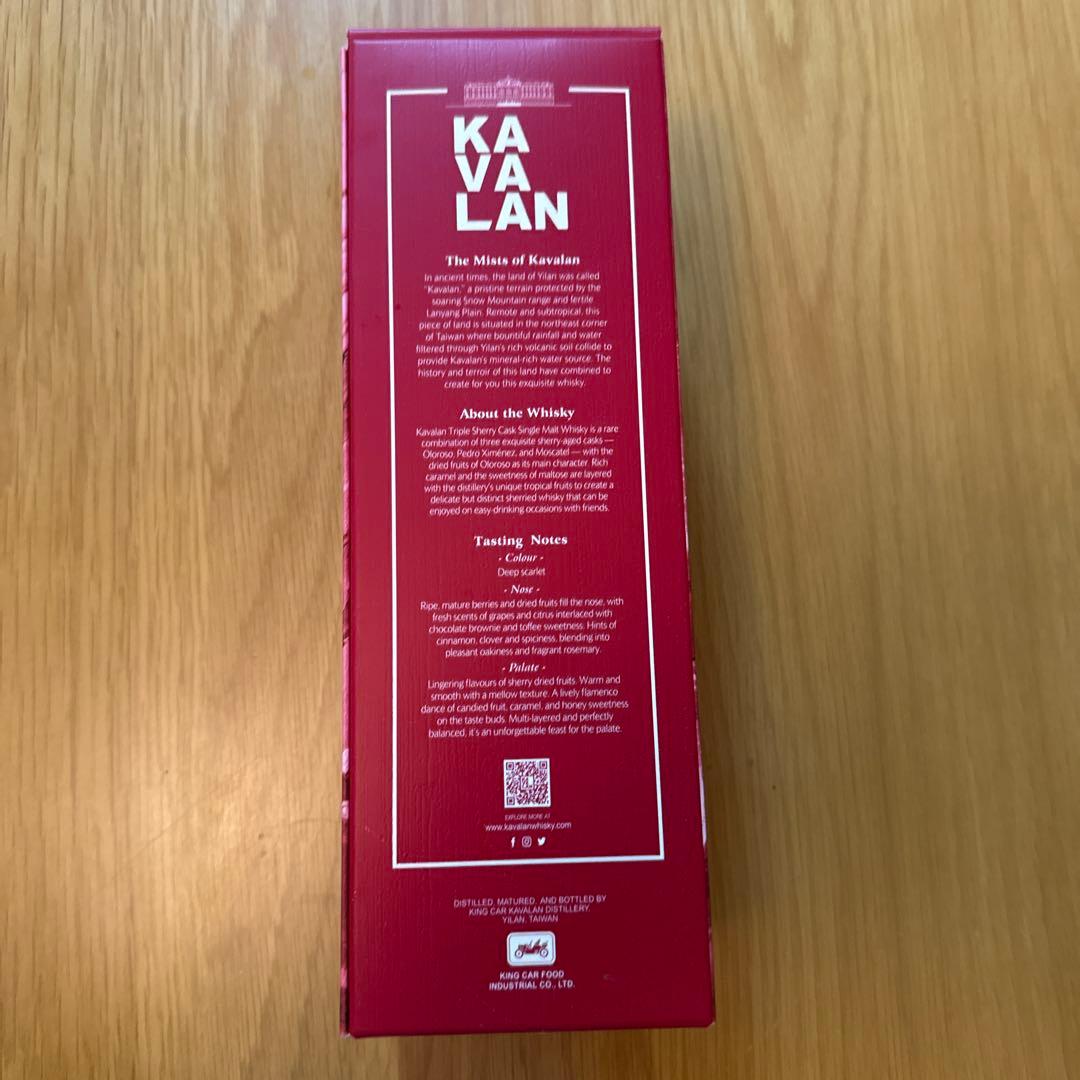 KA
VA
LAN
The Mists of Kavalan
In ancient times, the land of Yilan was called
"Kavalan," a pristine terrain protected by the
soaring Snow Mountain range and fertile
Lanyang Plain. Remote and subtropical, this
piece of land is situated in the northeast corner
of Taiwan where bountiful rainfall and water
filtered through Yilan's rich volcanic soil collide to
provide Kavalan's mineral-rich water source. The
history and terroir of this land have combined to
create for you this exquisite whisky.
About the Whisky
Kavalan Triple Sherry Cask Single Malt Whisky is a rare
combination of three exquisite sherry-aged casks —
Oloroso, Pedro Ximénez, and Moscatel — with the
dried fruits of Oloroso as its main character. Rich
caramel and the sweetness of maltose are layered
with the distillery's unique tropical fruits to create a
delicate but distinct sherried whisky that can be
enjoyed on easy-drinking occasions with friends.
Tasting Notes
- Colour -
Deep scarlet
- Nose -
Ripe, mature berries and dried fruits fill the nose, with
fresh scents of grapes and citrus interlaced with
chocolate brownie and toffee sweetness. Hints of
cinnamon, clover and spiciness, blending into
pleasant oakiness and fragrant rosemary.
- Palate -
Lingering flavours of sherry dried fruits. Warm and
smooth with a mellow texture. A lively flamenco
dance of candied fruit, caramel, and honey sweetness
on the taste buds. Multi-layered and perfectly
balanced, it's an unforgettable feast for the palate.
EXPLORE MORE AT
www.kavalanwhisky.com
DISTILLED, MATURED, AND BOTTLED BY
KING CAR KAVALAN DISTILLERY,
YILAN, TAIWAN
KING CAR FOOD
INDUSTRIAL CO., LTD.